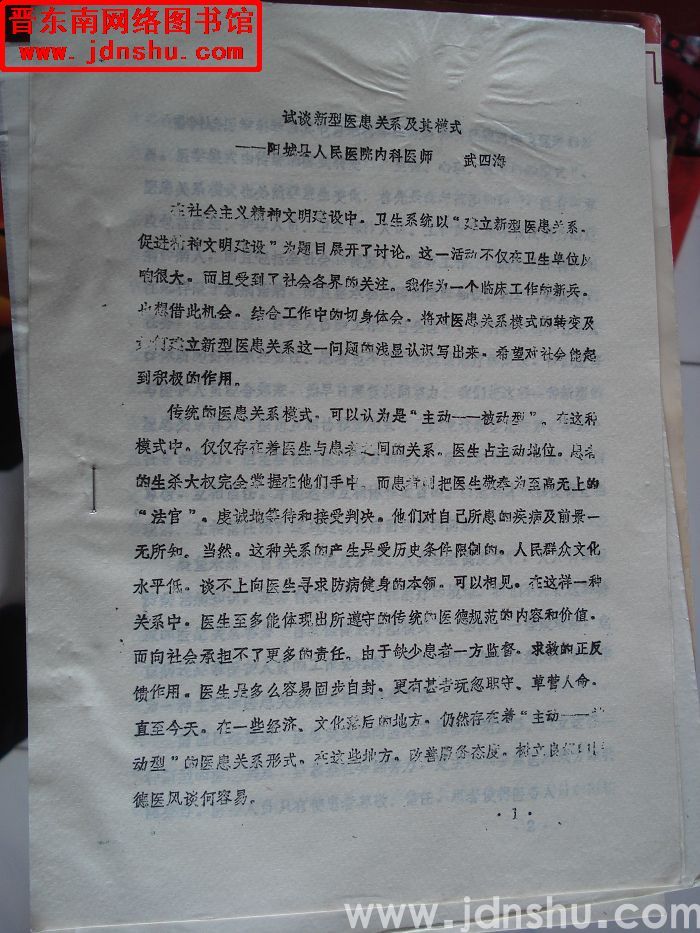 晋东南网络图书馆
www.jdnshu.com
试谈新型医患关系及其模式
——阳城县人民医院内科医师 武四海
在社会主义精神文明建设中。卫生系统以“建立新型医患关系。
促进精神文明建设”为题目展开了讨论。这一活动不仅在卫生单位
响很大。而且受到了社会各界的关注。我作为一个临床工作的新兵。
也想借此机会。结合工作中的切身体会。将对医患关系模式的转变及
如何建立新型医患关系这一问题的浅显认识写出来。希望对社会能起
到积极的作用。
传统的医患关系模式。可以认为是“主动——被动型”。在这种
模式中。仅仅存在着医生与患者之间的关系。医生占主动地位。患者
的生杀大权完全掌握在他们手中。而患者则把医生敬奉为至高无上的
“法官”。虔诚地等待和接受判决。他们对自己所患的疾病及前景一
无所知。当然。这种关系的产生是受历史条件限制的。人民群众文化
水平低。谈不上向医生寻求防病健身的本领。可以相见。在这样一种
关系中。医生至多能体现出所遵守的传统的医德规范的内容和价值。
而向社会承担不了更多的责任。由于缺少患者一方监督。求救的正反
馈作用。医生是多么容易固步自封。更有甚者玩忽职守、草菅人命。
直至今天。在一些经济、文化落后的地方。仍然存在着“主动——
动型”的医患关系形式。在这些地方。改善服务态度。树立良
德医风谈何容易。
·1·
www.jdnshu.com